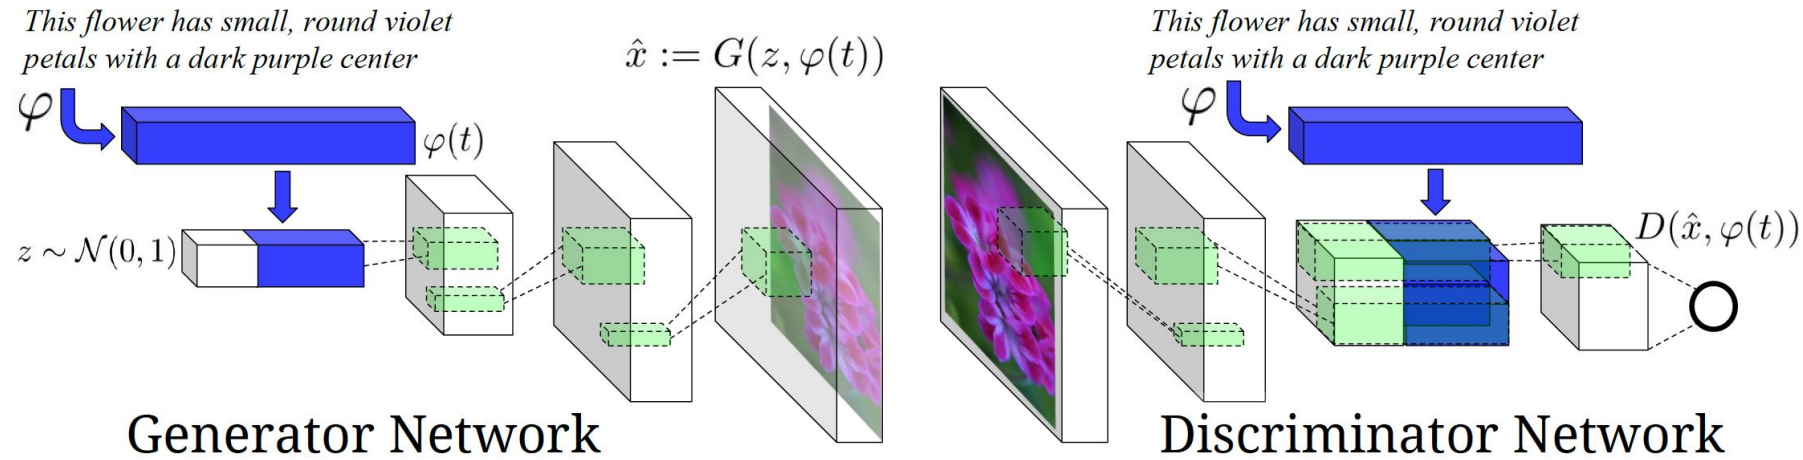 This flower has small, round violet
petals with a dark purple center
φ
φ(t)
z ∼ 𝒩(0, 1)
x̂ := G(z, φ(t))
Generator Network
This flower has small, round violet
petals with a dark purple center
φ
D(x̂, φ(t))
Discriminator Network